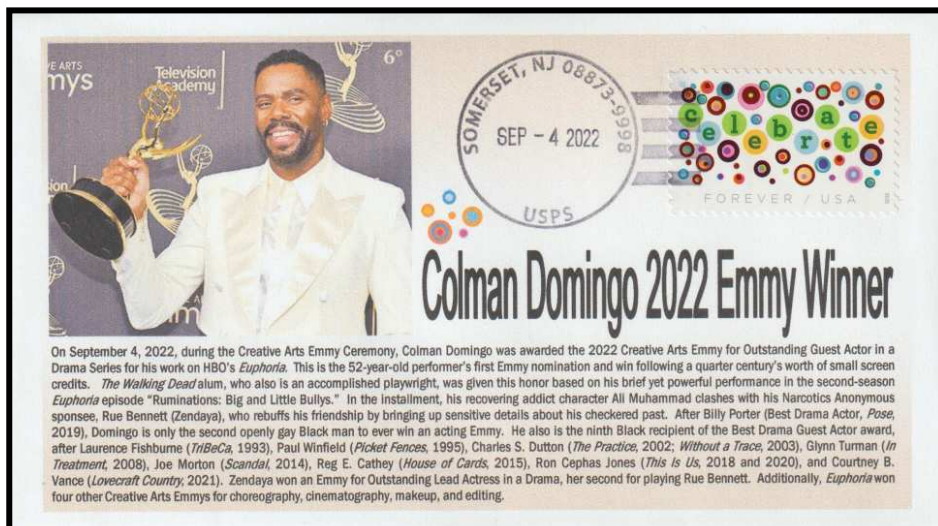 VE ARTS
mys
Television
Academy
6°
SOMERSET, NJ 08873-9998
SEP - 4 2022
USPS
celebrate
FOREVER / USA
Colman Domingo 2022 Emmy Winner
On September 4, 2022, during the Creative Arts Emmy Ceremony, Colman Domingo was awarded the 2022 Creative Arts Emmy for Outstanding Guest Actor in a
Drama Series for his work on HBO's Euphoria. This is the 52-year-old performer's first Emmy nomination and win following a quarter century's worth of small screen
credits. The Walking Dead alum, who also is an accomplished playwright, was given this honor based on his brief yet powerful performance in the second-season
Euphoria episode "Ruminations: Big and Little Bullys." In the installment, his recovering addict character Ali Muhammad clashes with his Narcotics Anonymous
sponsee, Rue Bennett (Zendaya), who rebuffs his friendship by bringing up sensitive details about his checkered past. After Billy Porter (Best Drama Actor, Pose,
2019), Domingo is only the second openly gay Black man to ever win an acting Emmy. He also is the ninth Black recipient of the Best Drama Guest Actor award,
after Laurence Fishburne (TriBeCa, 1993), Paul Winfield (Picket Fences, 1995), Charles S. Dutton (The Practice, 2002; Without a Trace, 2003), Glynn Turman (In
Treatment, 2008), Joe Morton (Scandal, 2014), Reg E. Cathey (House of Cards, 2015), Ron Cephas Jones (This Is Us, 2018 and 2020), and Courtney B.
Vance (Lovecraft Country, 2021). Zendaya won an Emmy for Outstanding Lead Actress in a Drama, her second for playing Rue Bennett. Additionally, Euphoria won
four other Creative Arts Emmys for choreography, cinematography, makeup, and editing.